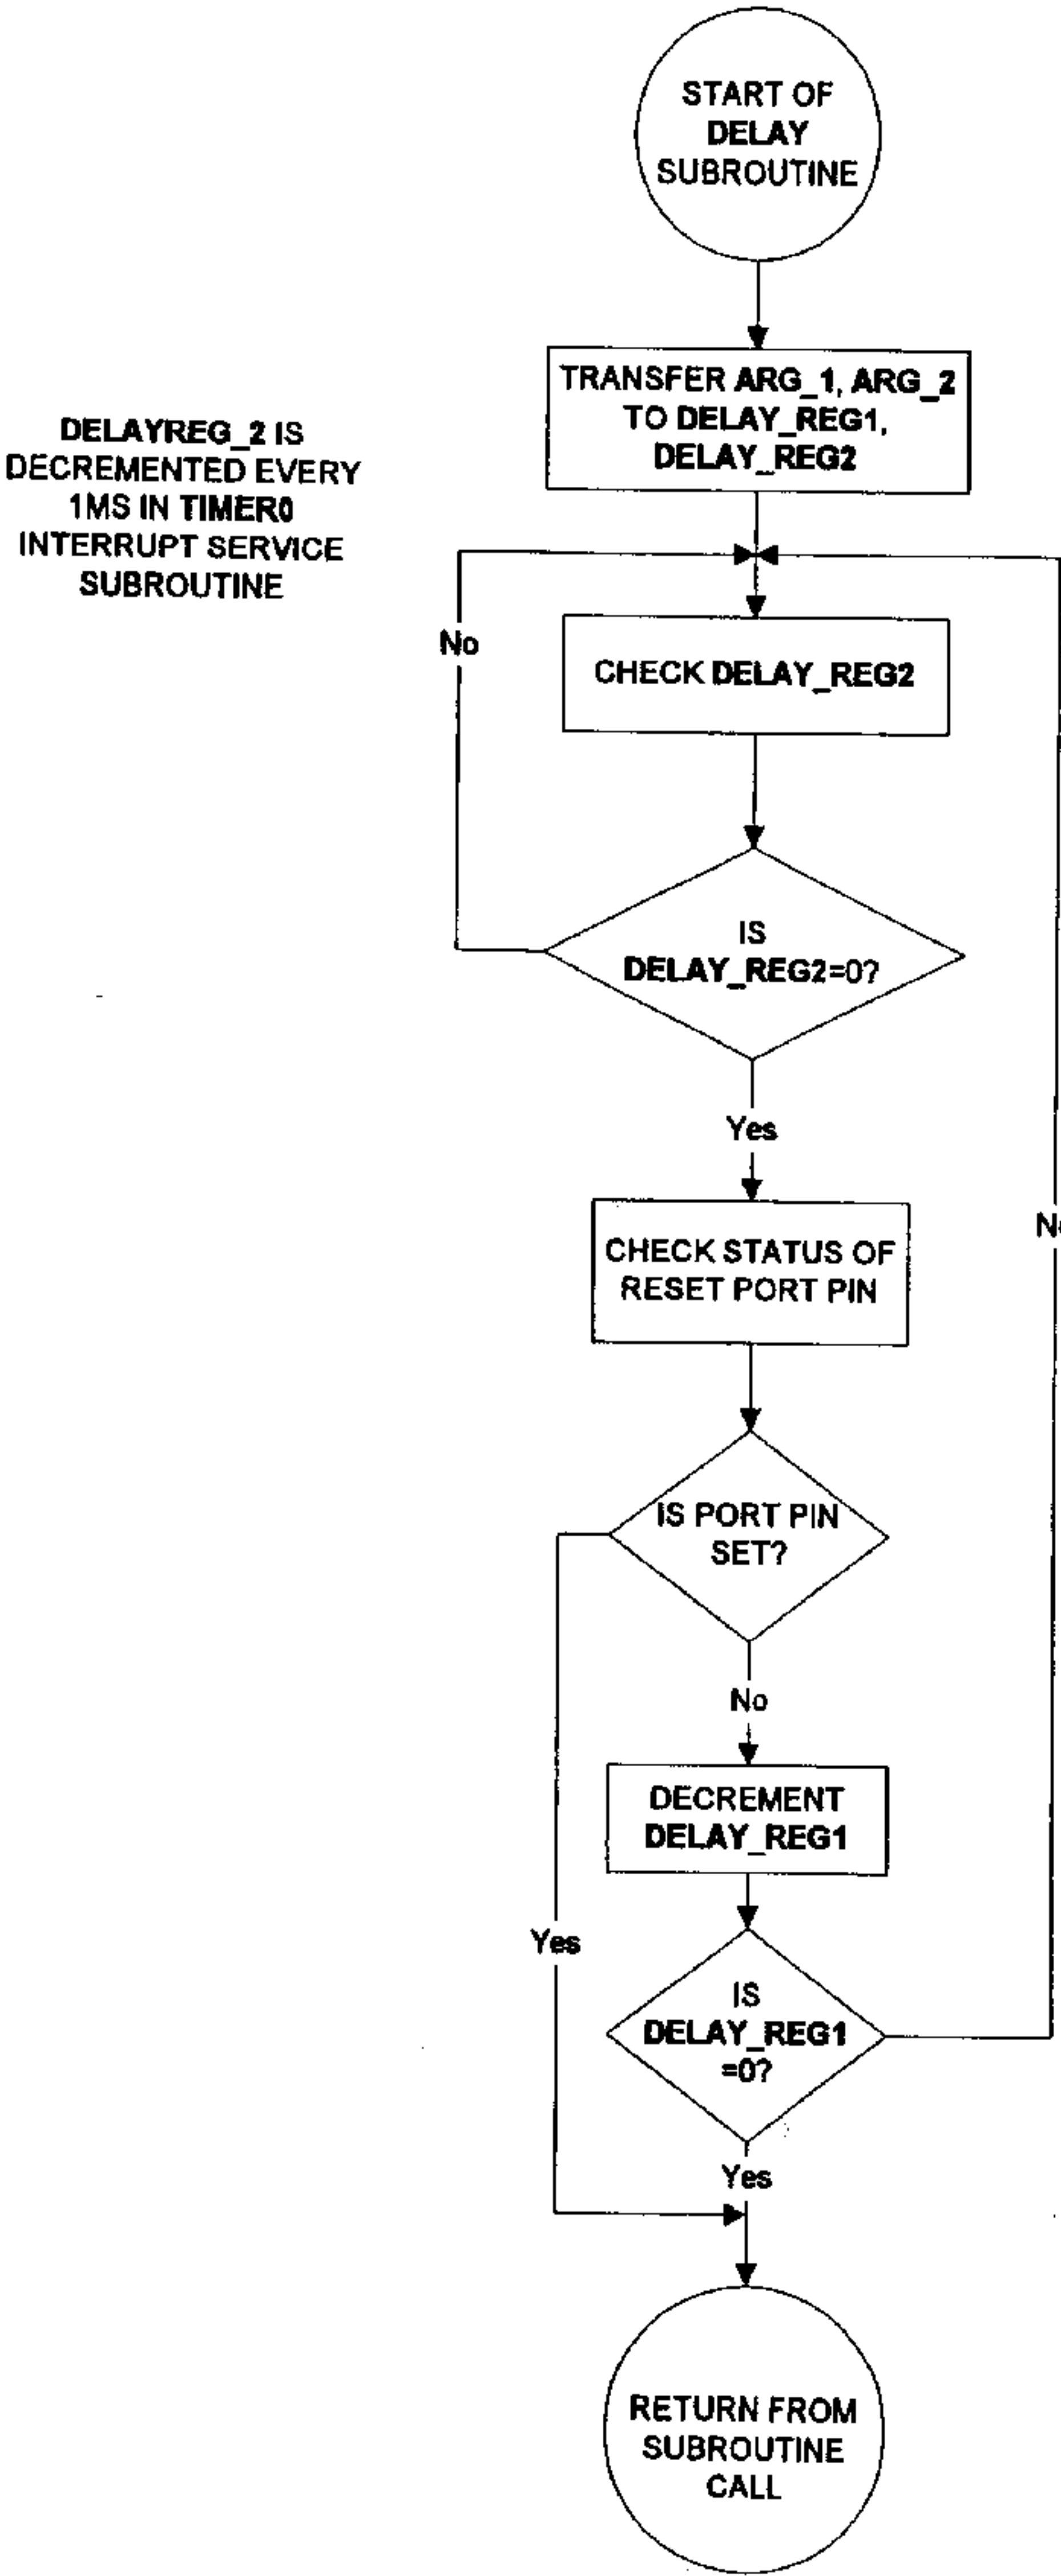 START OF
DELAY
SUBROUTINE
TRANSFER ARG_1, ARG_2
TO DELAY_REG1,
DELAY_REG2
DELAYREG_2 IS
DECREMENTED EVERY
1MS IN TIMER0
INTERRUPT SERVICE
SUBROUTINE
No
CHECK DELAY_REG2
IS
DELAY_REG2=0?
Yes
CHECK STATUS OF
RESET PORT PIN
N
IS PORT PIN
SET?
No
DECREMENT
DELAY_REG1
Yes
IS
DELAY_REG1
=0?
Yes
RETURN FROM
SUBROUTINE
CALL